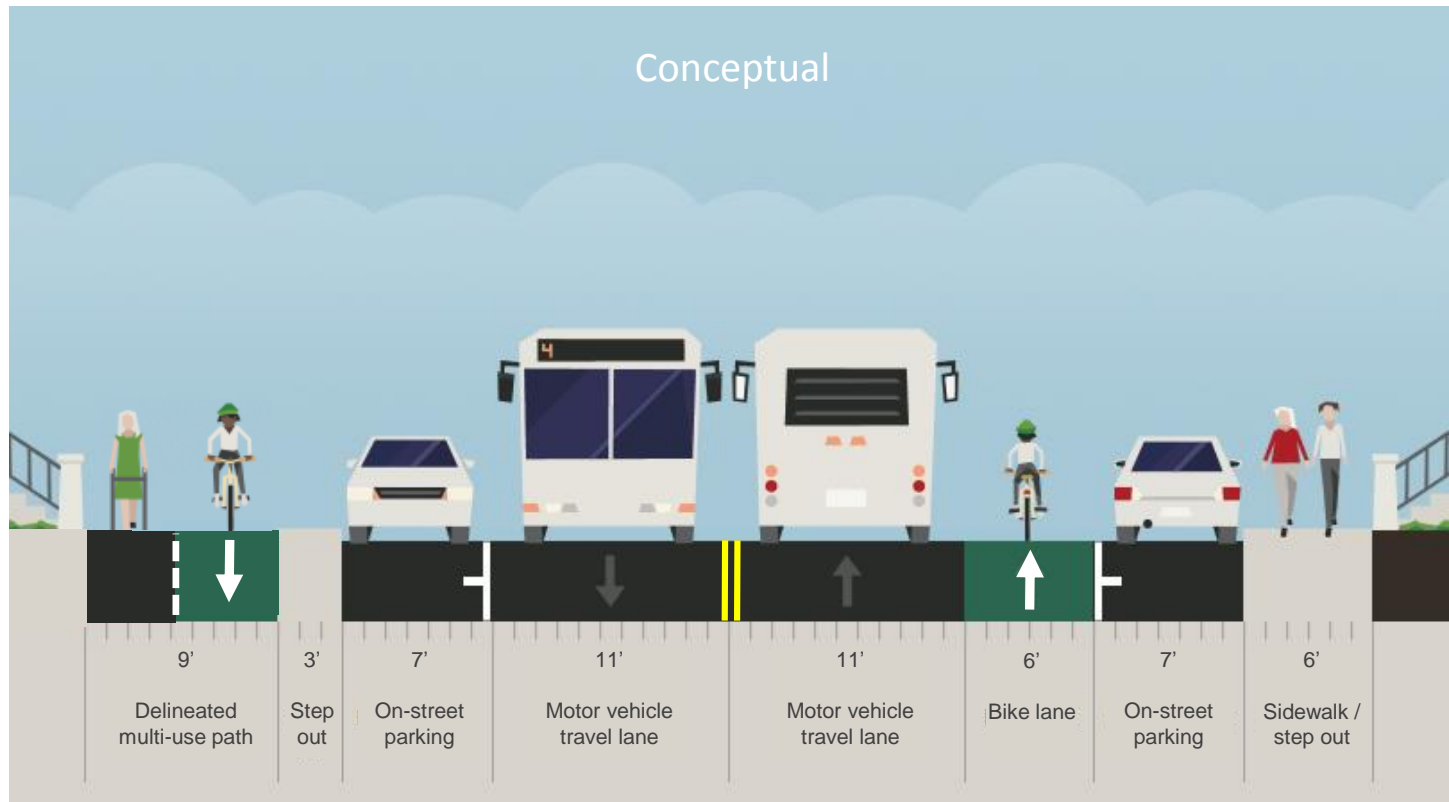 Conceptual
4
9’
3’
7’
11’
11’
6’
7’
6’
Delineated
multi-use path
Step
out
On-street
parking
Motor vehicle
travel lane
Motor vehicle
travel lane
Bike lane
On-street
parking
Sidewalk /
step out